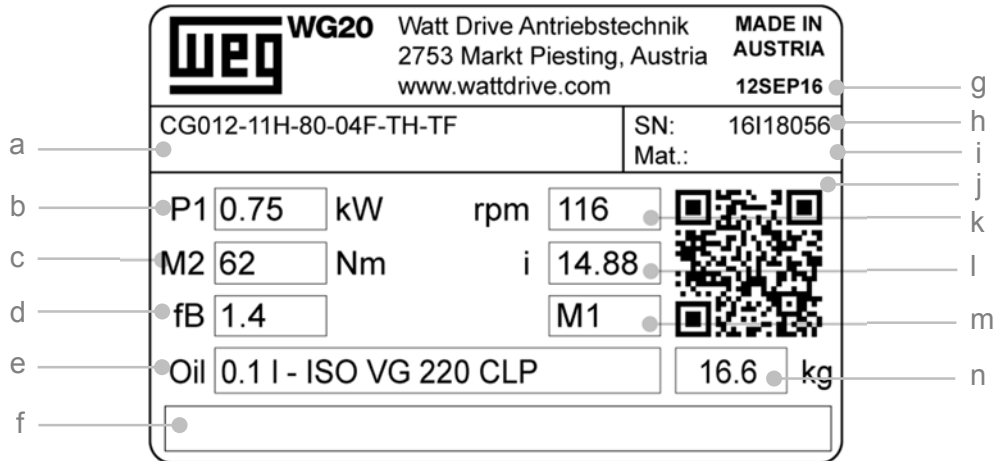 weg WG20 Watt Drive Antriebstechnik MADE IN
2753 Markt Piesting, Austria AUSTRIA
www.wattdrive.com 12SEP16 g
CG012-11H-80-04F-TH-TF SN: 16I18056 h
a Mat.: i
j
b P1 0.75 kW rpm 116 k
c M2 62 Nm i 14.88 l
d fB 1.4 M1 m
e Oil 0.1 l - ISO VG 220 CLP 16.6 kg n
f